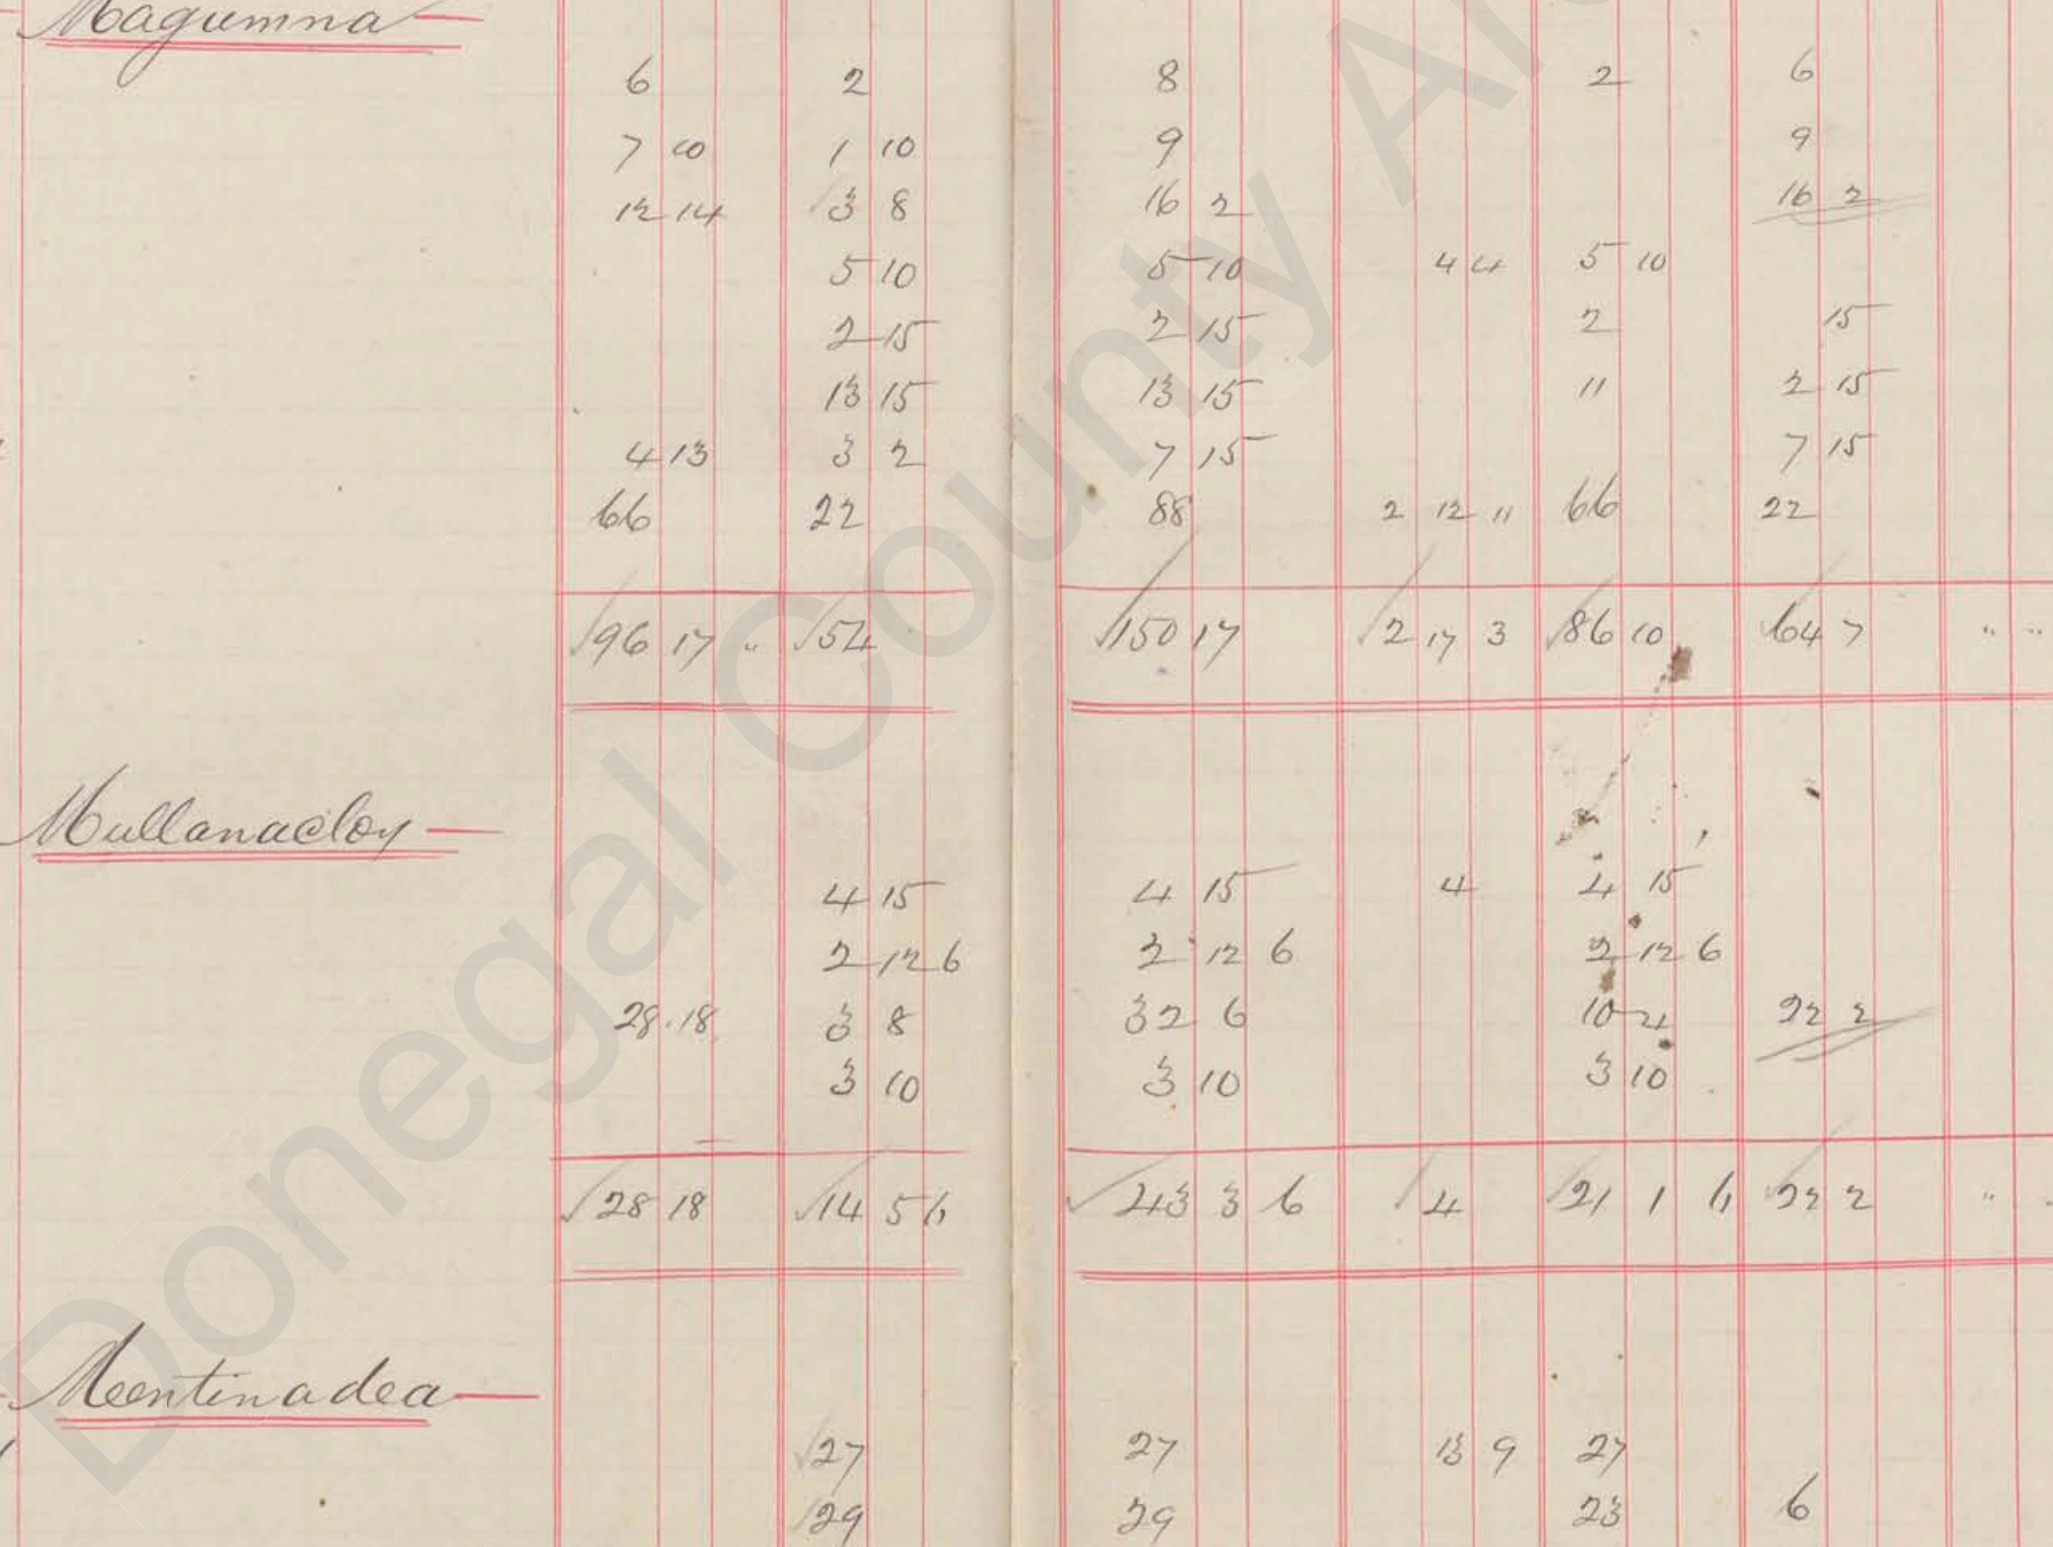 Magumna
6 2 8 2 6
7 10 1 10 9 9
12 14 3 8 16 2 16 2
5 10 5 10 4 4 5 10
2 15 2 15 2 15
13 15 13 15 11 2 15
4 13 3 2 7 15 7 15
66 22 88 2 12 11 66 22
96 17 " 54 150 17 2 17 3 86 10 64 7 " "
Mullanacloy
4 15 4 15 4 4 15
2 12 6 2 12 6 2 12 6
28 18 3 8 32 6 10 4 22 2
3 10 3 10 3 10
28 18 14 5 6 43 3 6 4 21 1 6 22 2 "
Meentinadea
27 27 13 9 27
29 29 23 6
Donegal County Ar